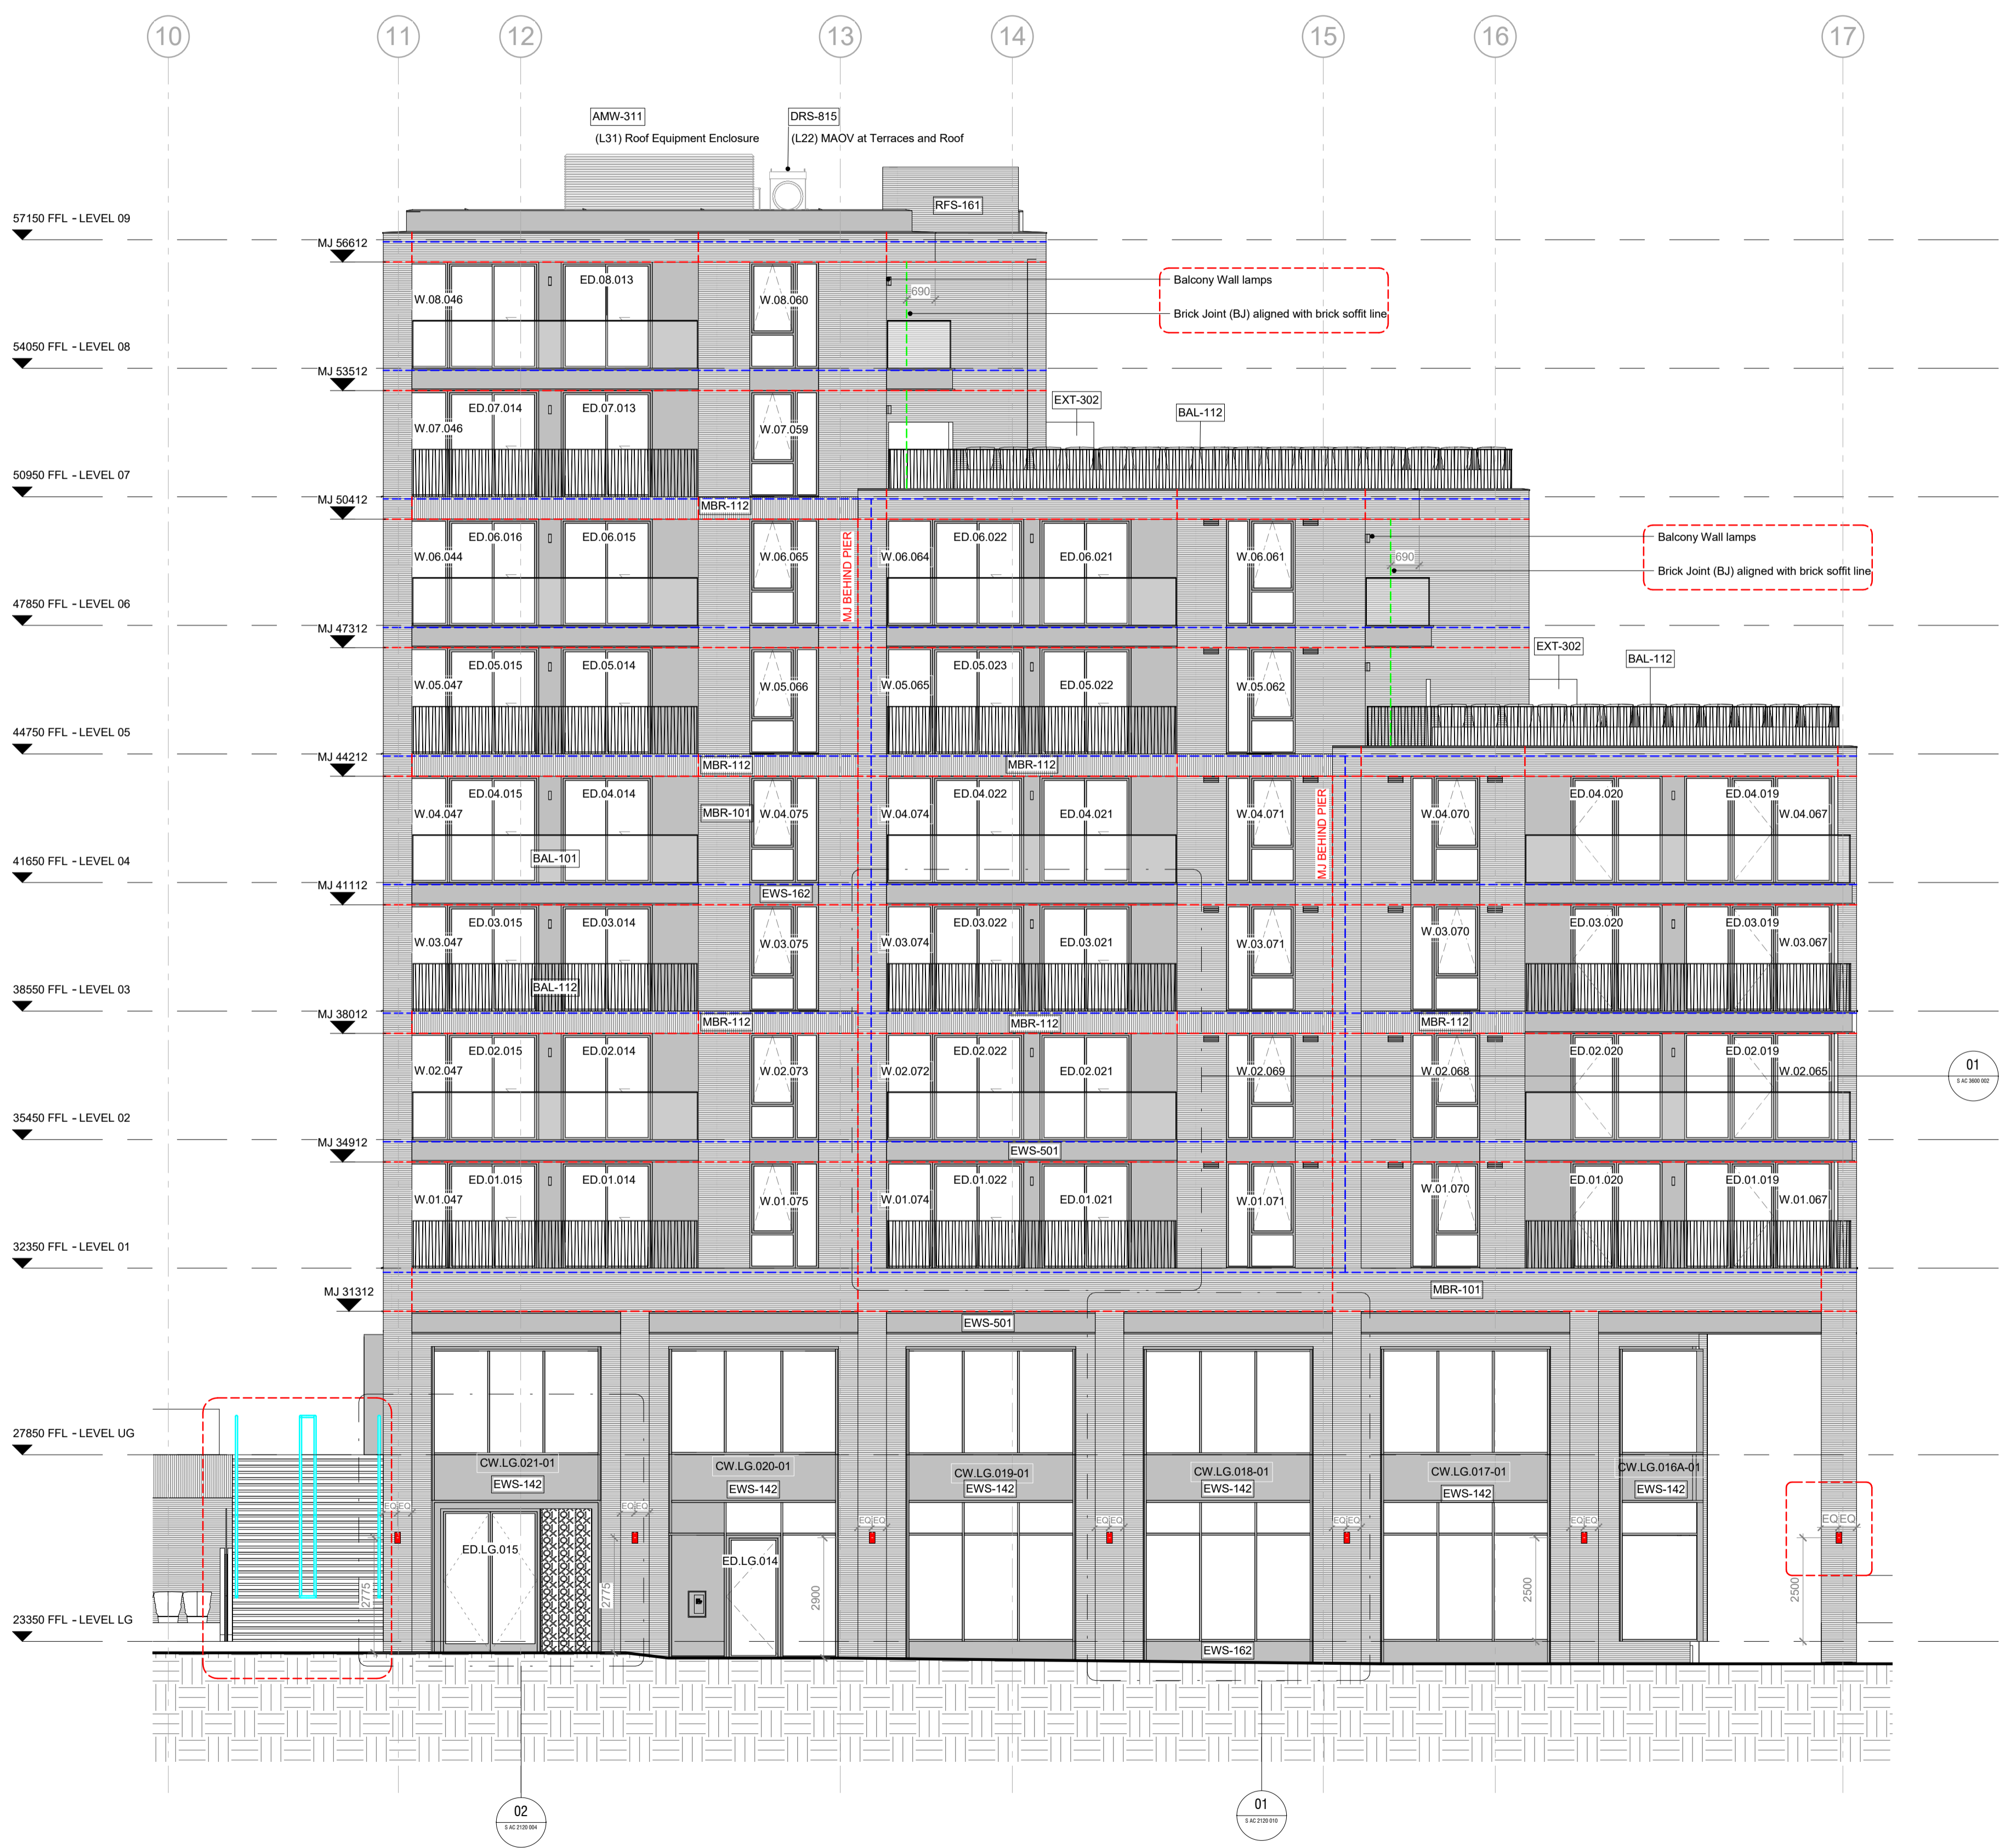 10 11 12 13 14 15 16 17
AMW-311 DRS-815
(L31) Roof Equipment Enclosure (L22) MAOV at Terraces and Roof
RFS-161
57150 FFL - LEVEL 09
MJ 56612
W.08.046 ED.08.013 W.08.060
690
Balcony Wall lamps
Brick Joint (BJ) aligned with brick soffit line
54050 FFL - LEVEL 08
MJ 53512
EXT-302 BAL-112
ED.07.014 ED.07.013
W.07.046 W.07.059
50950 FFL - LEVEL 07
MJ 50412
MBR-112
ED.06.016 ED.06.015 ED.06.022
W.06.044 W.06.065 W.06.064 ED.06.021 W.06.061
MJ BEHIND PIER
690
Balcony Wall lamps
Brick Joint (BJ) aligned with brick soffit line
47850 FFL - LEVEL 06
MJ 47312
EXT-302 BAL-112
ED.05.015 ED.05.014 ED.05.023
W.05.047 W.05.066 W.05.065 ED.05.022 W.05.062
44750 FFL - LEVEL 05
MJ 44212
MBR-112 MBR-112
ED.04.015 ED.04.014 ED.04.022 ED.04.020 ED.04.019
W.04.047 MBR-101 W.04.075 W.04.074 ED.04.021 W.04.071 W.04.070 W.04.067
MJ BEHIND PIER
BAL-101
41650 FFL - LEVEL 04
MJ 41112
EWS-162
ED.03.015 ED.03.014 ED.03.022 ED.03.020 ED.03.019
W.03.047 W.03.075 W.03.074 ED.03.021 W.03.071 W.03.070 W.03.067
BAL-112
38550 FFL - LEVEL 03
MJ 38012
MBR-112 MBR-112 MBR-112
ED.02.015 ED.02.014 ED.02.022 ED.02.020 ED.02.019
W.02.047 W.02.073 W.02.072 ED.02.021 W.02.069 W.02.068 W.02.065
01
S AC 3800 002
35450 FFL - LEVEL 02
MJ 34912
EWS-501
ED.01.015 ED.01.014 ED.01.022 ED.01.020 ED.01.019
W.01.047 W.01.075 W.01.074 ED.01.021 W.01.071 W.01.070 W.01.067
32350 FFL - LEVEL 01
MJ 31312
MBR-101
EWS-501
27850 FFL - LEVEL UG
CW.LG.021-01 CW.LG.020-01 CW.LG.019-01 CW.LG.018-01 CW.LG.017-01 CW.LG.016A-01
EWS-142 EWS-142 EWS-142 EWS-142 EWS-142 EWS-142
EQ EQ EQ EQ EQ EQ EQ EQ EQ EQ EQ EQ EQ EQ
ED.LG.015 ED.LG.014
2775 2775 2900 2500 2500
23350 FFL - LEVEL LG
EWS-162
02
S AC 2120 004
01
S AC 2120 010